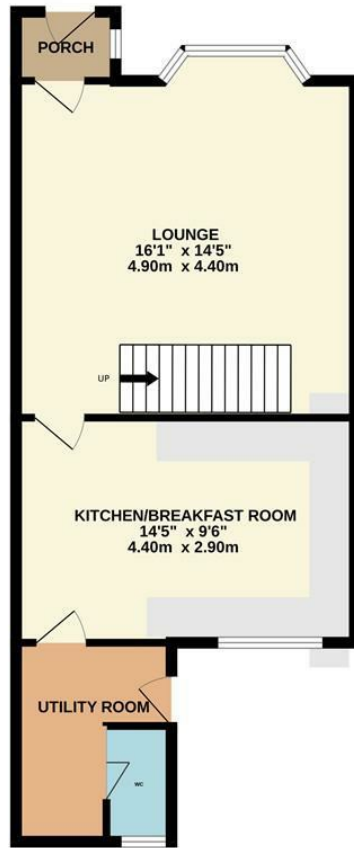 PORCH
LOUNGE
16'1" x 14'5"
4.90m x 4.40m
UP
KITCHEN/BREAKFAST ROOM
14'5" x 9'6"
4.40m x 2.90m
UTILITY ROOM
WC